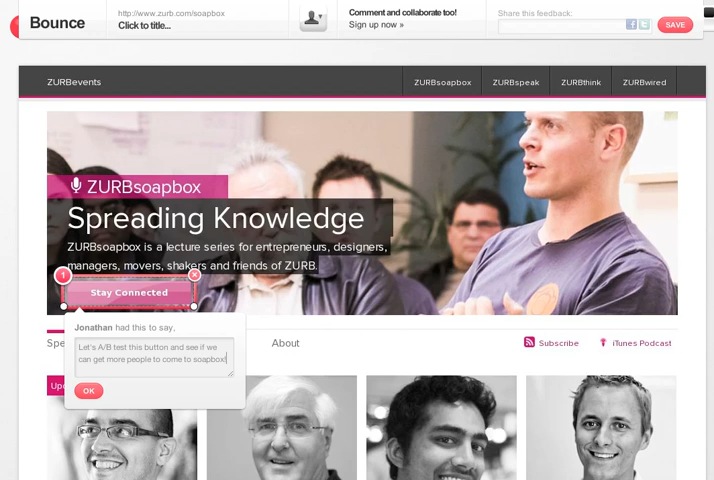 Bounce
http://www.zurb.com/soapbox
Click to title...
Comment and collaborate too!
Sign up now »
Share this feedback:
SAVE
ZURBevents
ZURBsoapbox
ZURBspeak
ZURBthink
ZURBwired
ZURBsoapbox
Spreading Knowledge
ZURBsoapbox is a lecture series for entrepreneurs, designers,
managers, movers, shakers and friends of ZURB.
1
Stay Connected
Jonathan had this to say,
Let's A/B test this button and see if we
can get more people to come to soapbox!
OK
Spe
About
Subscribe
iTunes Podcast
Upc